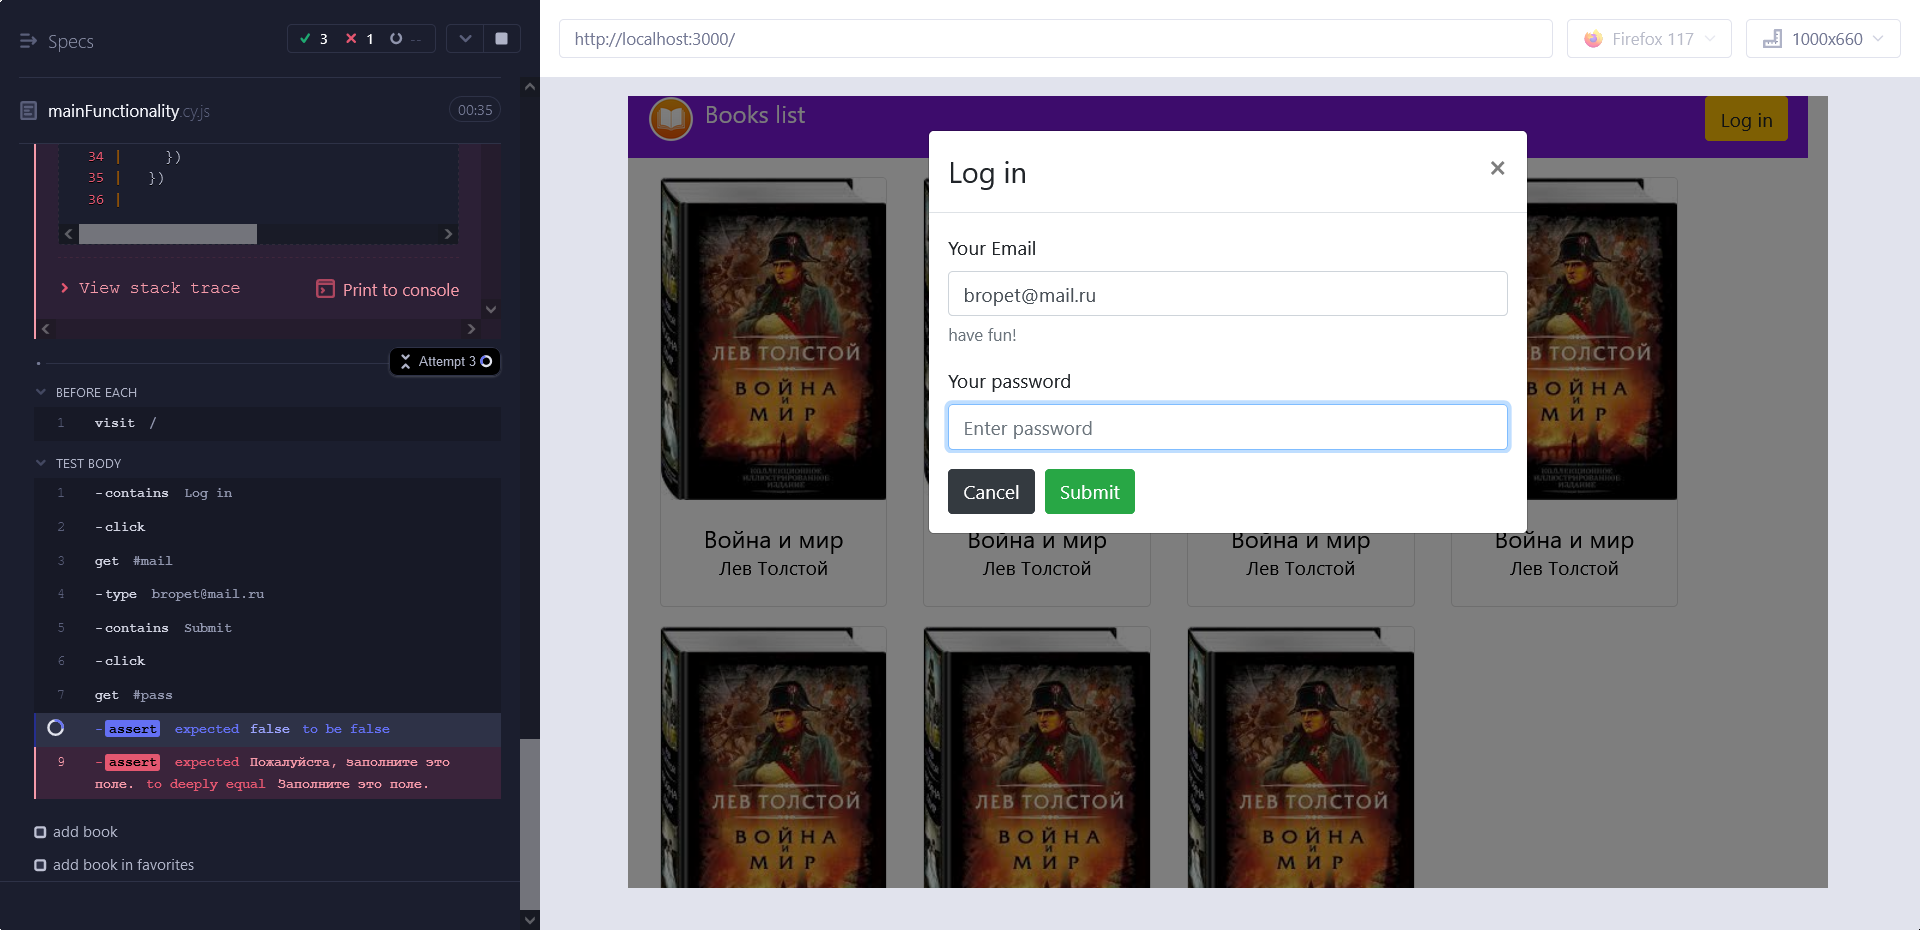 Specs
3
1
--
mainFunctionality.cy.js
00:35
34 | })
35 | })
36 |
View stack trace
Print to console
Attempt 3
BEFORE EACH
1 visit /
TEST BODY
1 -contains Log in
2 -click
3 get #mail
4 -type bropet@mail.ru
5 -contains Submit
6 -click
7 get #pass
-assert expected false to be false
9 -assert expected Пожалуйста, заполните это
поле. to deeply equal Заполните это поле.
add book
add book in favorites
http://localhost:3000/
Firefox 117
1000x660
Books list
Log in
Log in
×
Your Email
bropet@mail.ru
have fun!
Your password
Enter password
Cancel
Submit
ЛЕВ ТОЛСТОЙ
ВОЙНА
И
МИР
КОЛЛЕКЦИОННОЕ
ИЛЛЮСТРИРОВАННОЕ
ИЗДАНИЕ
Война и мир
Лев Толстой
Война и мир
Лев Толстой
Война и мир
Лев Толстой
ВОЙНА
И
МИР
Война и мир
Лев Толстой
ЛЕВ ТОЛСТОЙ
ВОЙНА
И
МИР
ЛЕВ ТОЛСТОЙ
ВОЙНА
И
МИР
ЛЕВ ТОЛСТОЙ
ВОЙНА
И
МИР